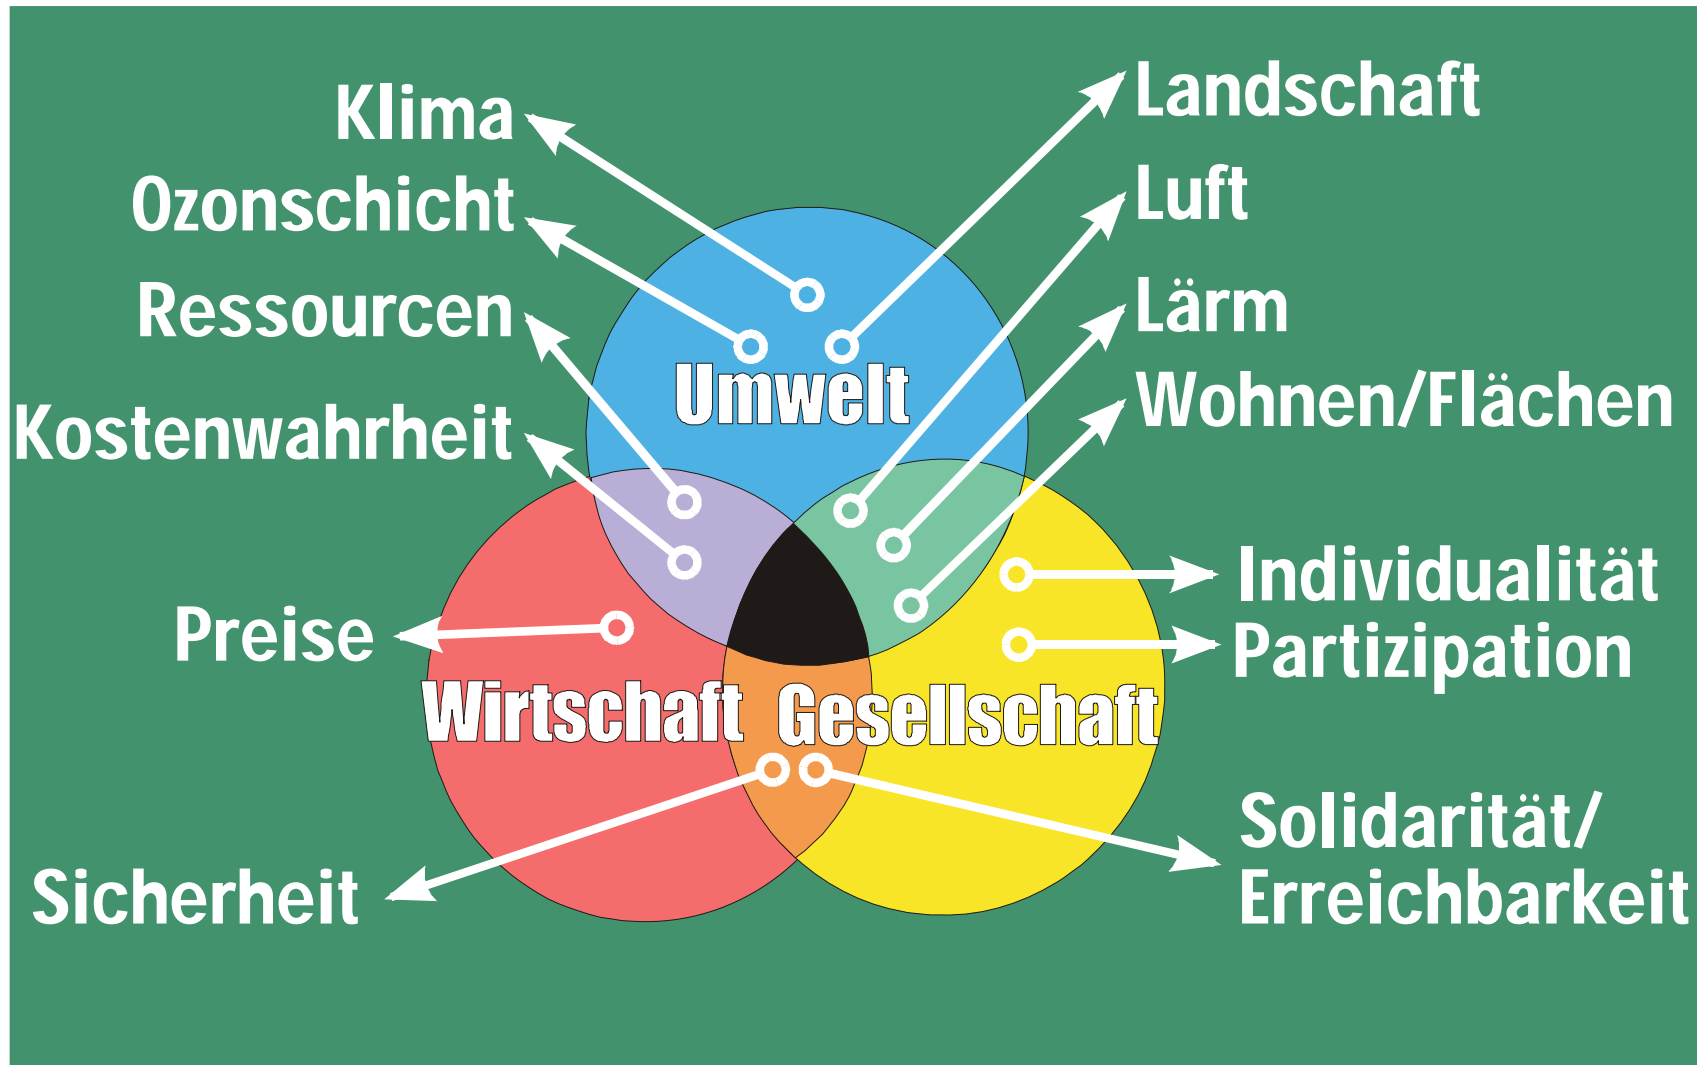 Klima
Ozonschicht
Ressourcen
Kostenwahrheit
Preise
Sicherheit
Umwelt
Wirtschaft
Gesellschaft
Landschaft
Luft
Lärm
Wohnen/Flächen
Individualität
Partizipation
Solidarität/
Erreichbarkeit